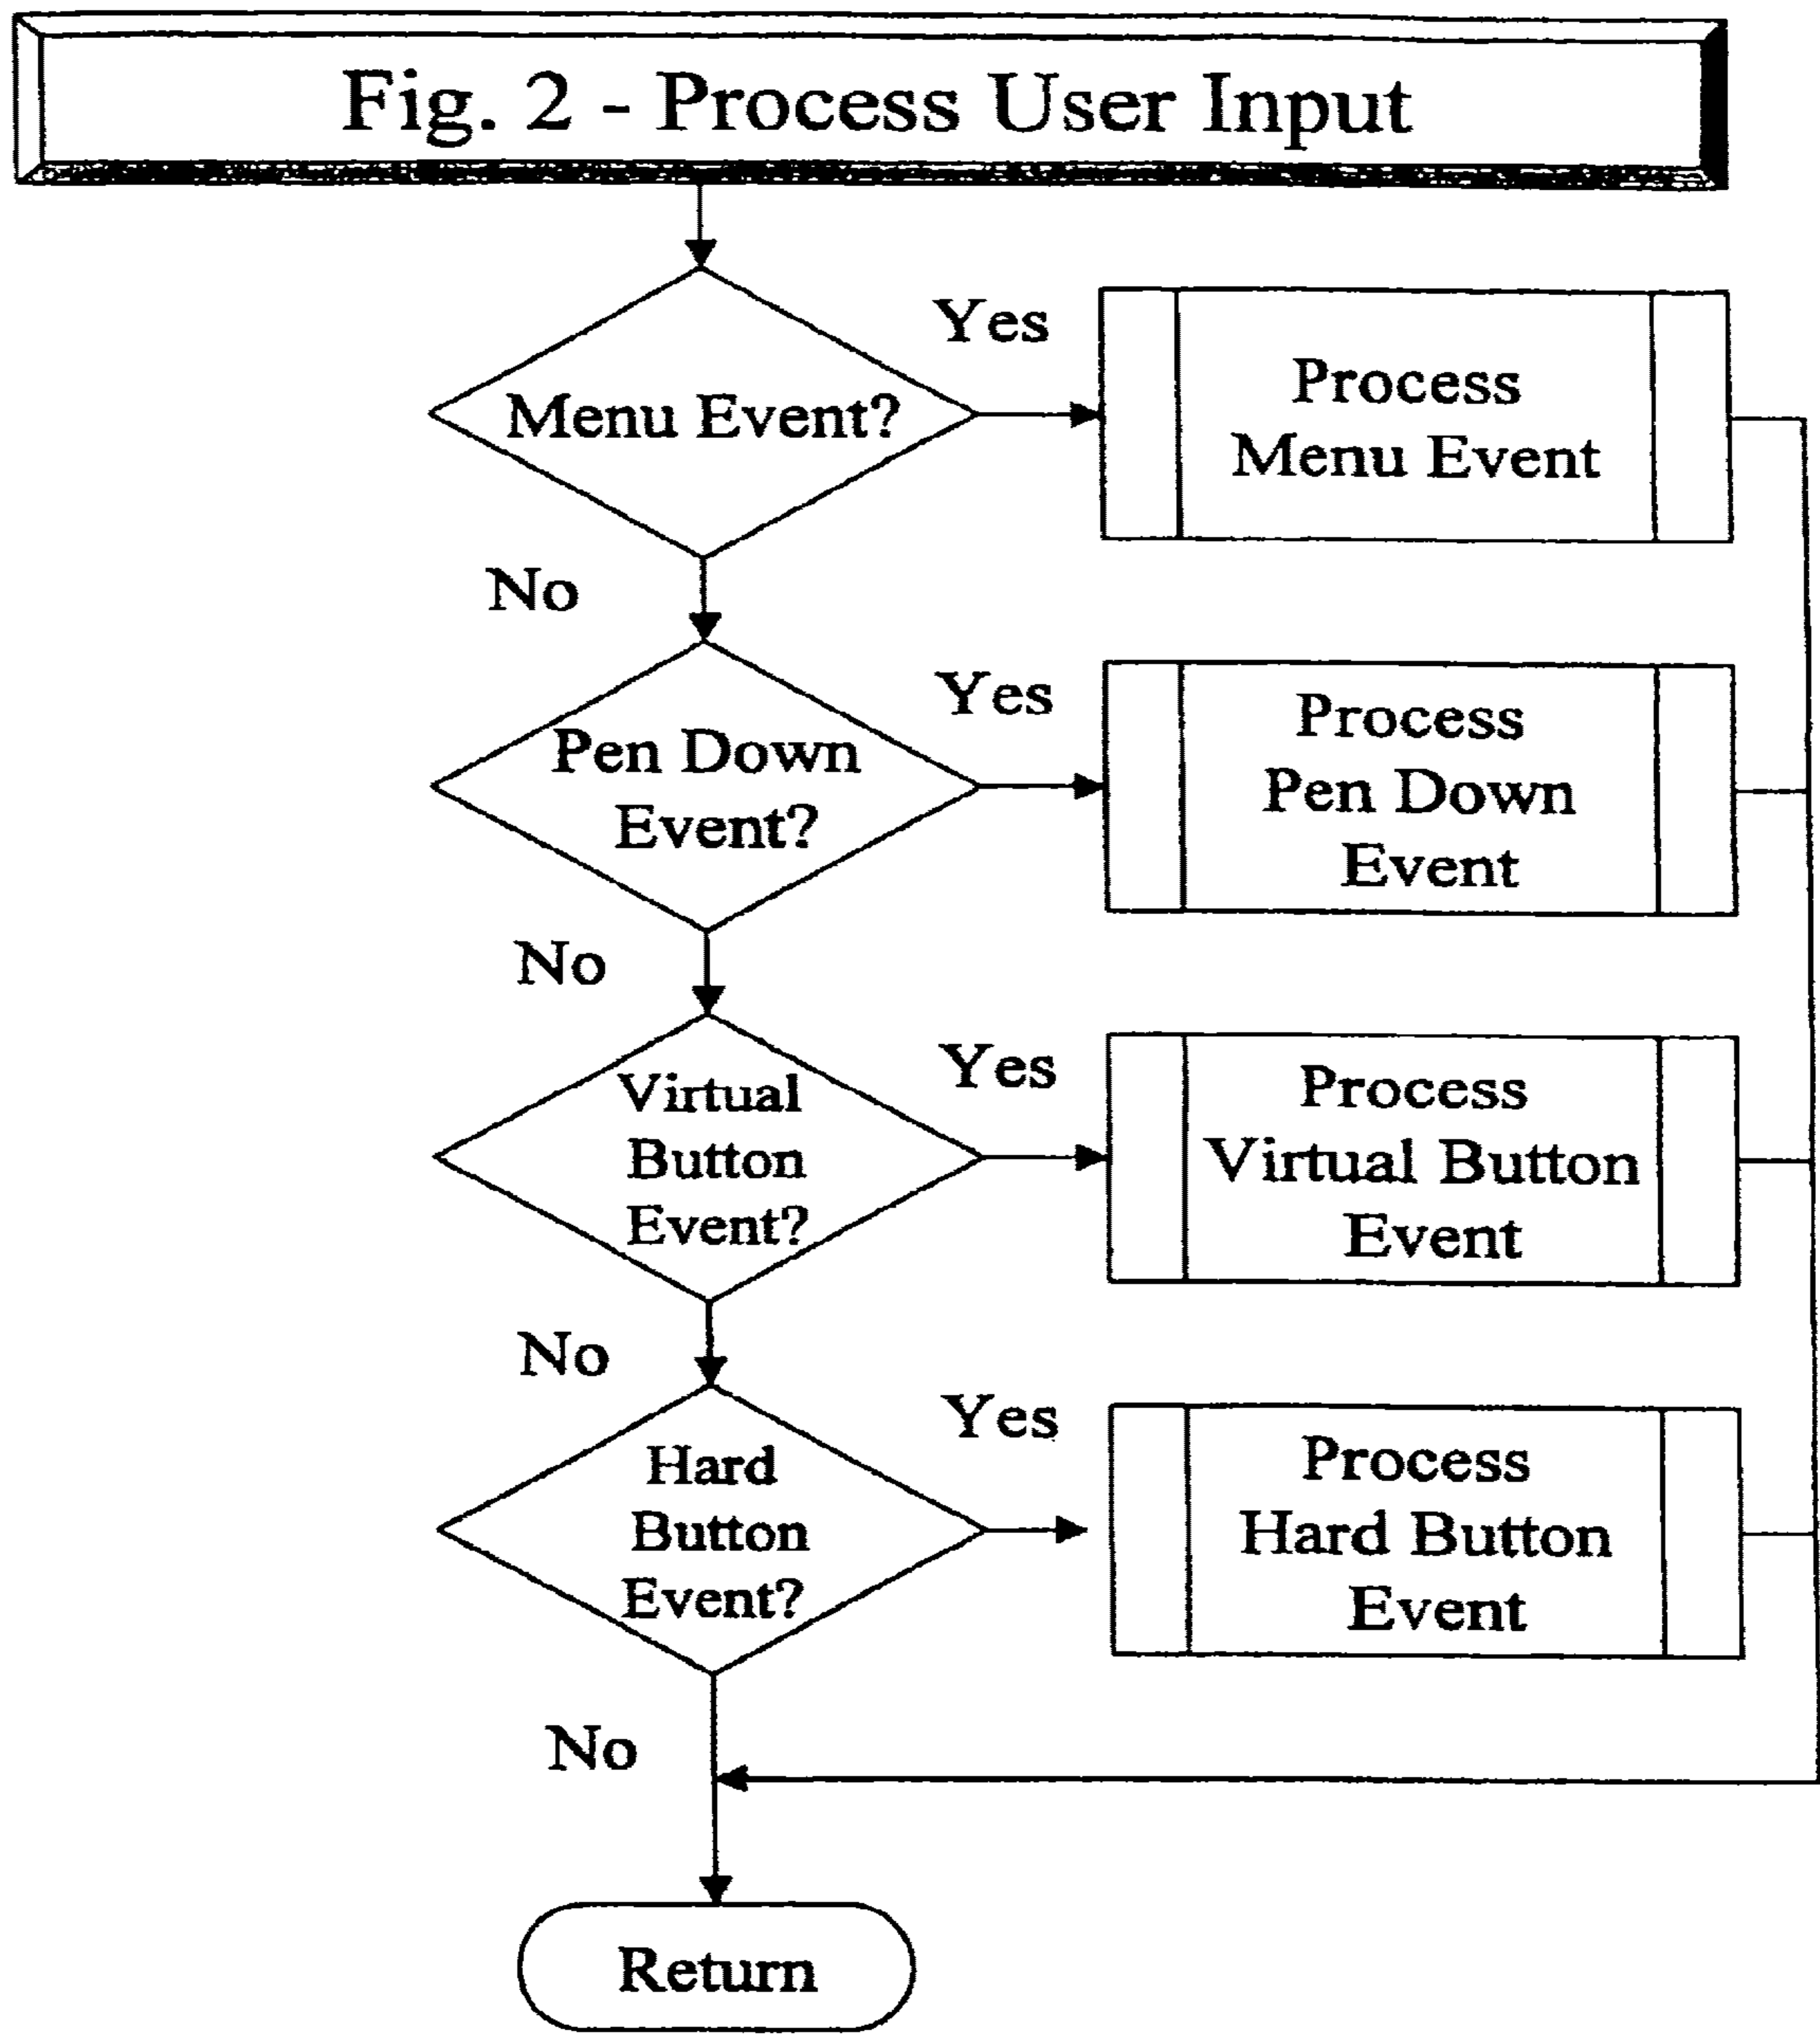 Fig. 2 - Process User Input
Yes
Menu Event?
Process
Menu Event
No
Yes
Pen Down
Event?
Process
Pen Down
Event
No
Yes
Virtual
Button
Event?
Process
Virtual Button
Event
No
Yes
Hard
Button
Event?
Process
Hard Button
Event
No
Return